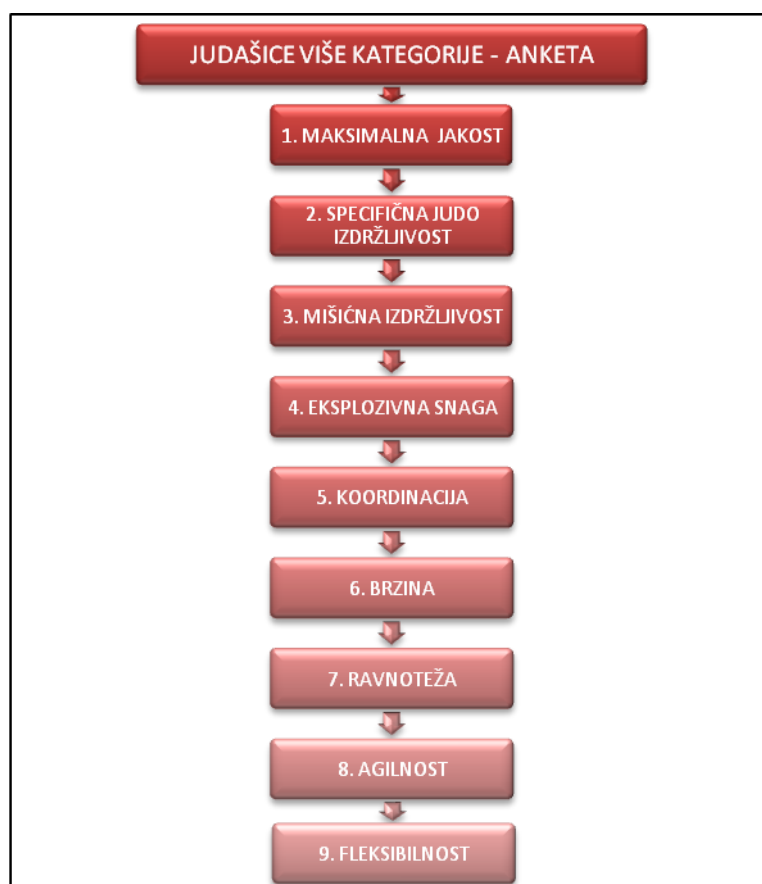 JUDAŠICE VIŠE KATEGORIJE - ANKETA
1. MAKSIMALNA JAKOST
2. SPECIFIČNA JUDO
IZDRŽLJIVOST
3. MIŠIĆNA IZDRŽLJIVOST
4. EKSPLOZIVNA SNAGA
5. KOORDINACIJA
6. BRZINA
7. RAVNOTEŽA
8. AGILNOST
9. FLEKSIBILNOST